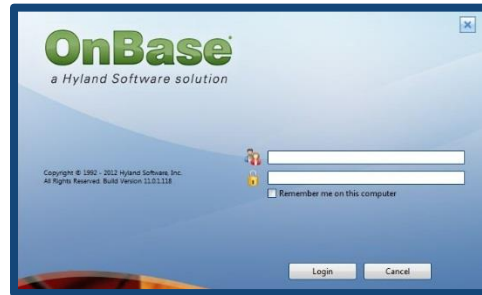 OnBase
a Hyland Software solution
Copyright © 1992 - 2012 Hyland Software, Inc.
All Rights Reserved. Build Version 11.0.1.118
Remember me on this computer
Login Cancel